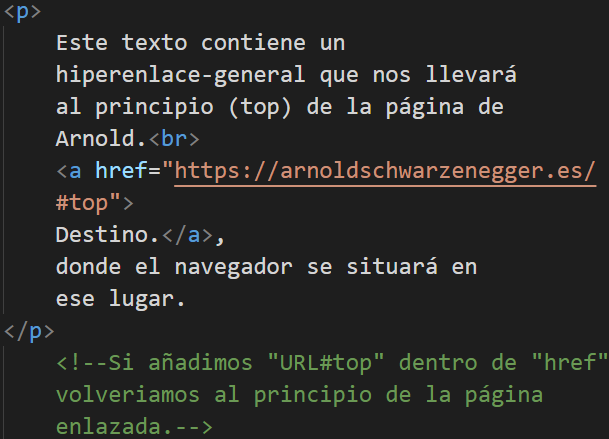 <p>
Este texto contiene un
hiperenlace-general que nos llevará
al principio (top) de la página de
Arnold.<br>
<a href="https://arnoldschwarzenegger.es/
#top">
Destino.</a>,
donde el navegador se situará en
ese lugar.
</p>
<!--Si añadimos "URL#top" dentro de "href"
volveriamos al principio de la página
enlazada.-->